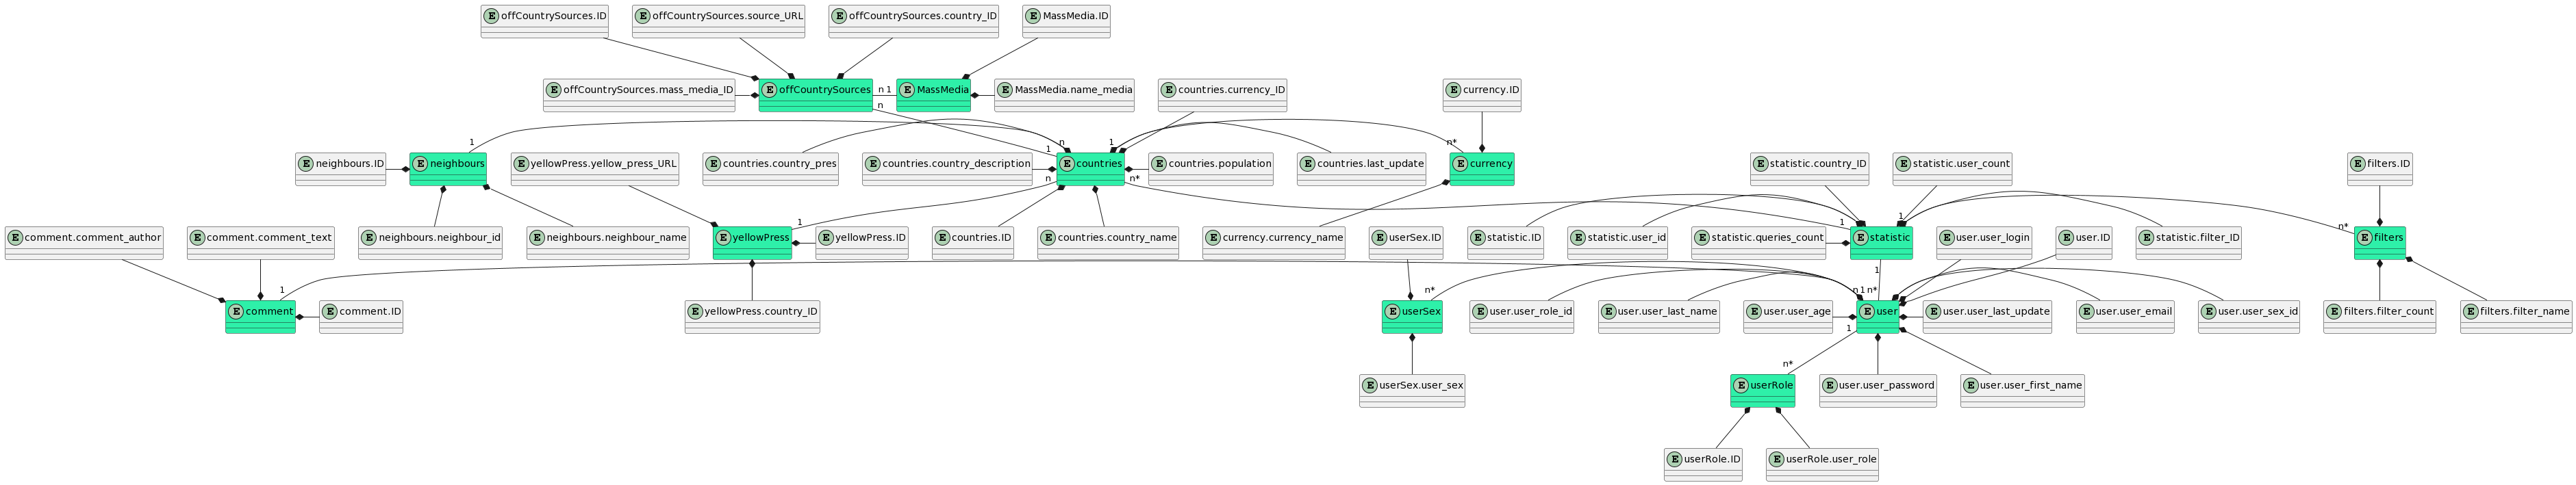 E offCountrySources.ID
E offCountrySources.source_URL
E offCountrySources.country_ID
E MassMedia.ID
E offCountrySources.mass_media_ID
E offCountrySources
n 1
E MassMedia
E MassMedia.name_media
E countries.currency_ID
E currency.ID
n
1
n
1
1
n*
E neighbours.ID
E neighbours
E yellowPress.yellow_press_URL
E countries.country_pres
E countries.country_description
E countries
E countries.population
E countries.last_update
E currency
E statistic.country_ID
E statistic.user_count
E filters.ID
n
n*
1
1
1
n*
E comment.comment_author
E comment.comment_text
E neighbours.neighbour_id
E neighbours.neighbour_name
E yellowPress
E yellowPress.ID
E countries.ID
E countries.country_name
E currency.currency_name
E userSex.ID
E statistic.ID
E statistic.user_id
E statistic.queries_count
E statistic
E user.user_login
E user.ID
E statistic.filter_ID
E filters
1
1
n*
n 1 n*
E comment
E comment.ID
E yellowPress.country_ID
E userSex
E user.user_role_id
E user.user_last_name
E user.user_age
E user
E user.user_last_update
E user.user_email
E user.user_sex_id
E filters.filter_count
E filters.filter_name
1
n*
E userSex.user_sex
E userRole
E user.user_password
E user.user_first_name
E userRole.ID
E userRole.user_role